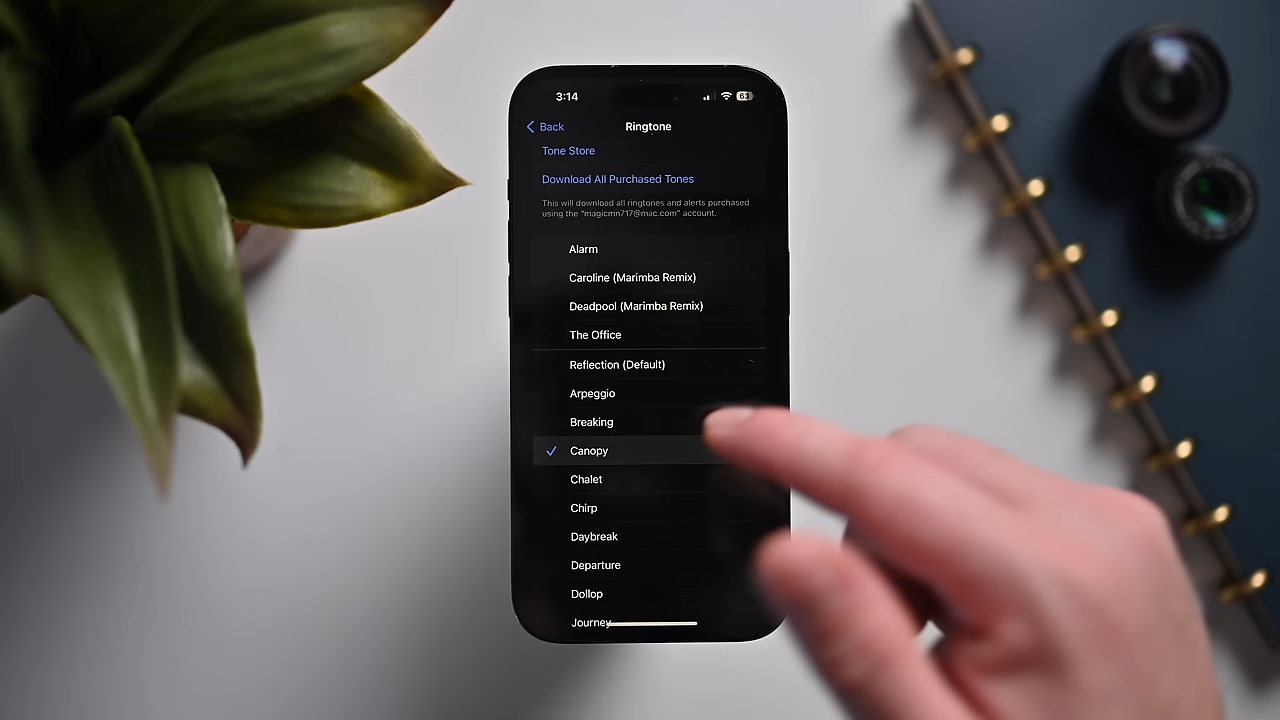 3:14
63
Back
Ringtone
Tone Store
Download All Purchased Tones
This will download all ringtones and alerts purchased
using the "magicmn717@mac.com" account.
Alarm
Caroline (Marimba Remix)
Deadpool (Marimba Remix)
The Office
Reflection (Default)
Arpeggio
Breaking
Canopy
Chalet
Chirp
Daybreak
Departure
Dollop
Journey